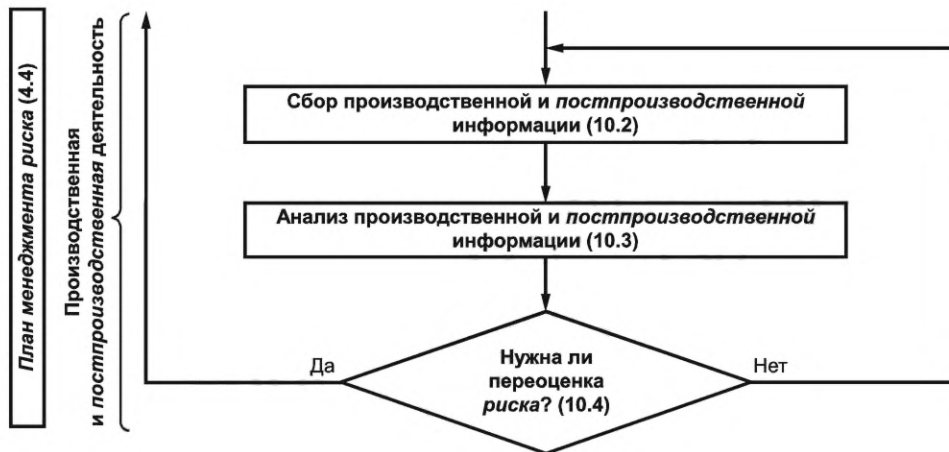 План менеджмента риска (4.4)
Производственная
и постпроизводственная деятельность
Сбор производственной и постпроизводственной
информации (10.2)
Анализ производственной и постпроизводственной
информации (10.3)
Да
Нужна ли
переоценка
риска? (10.4)
Нет